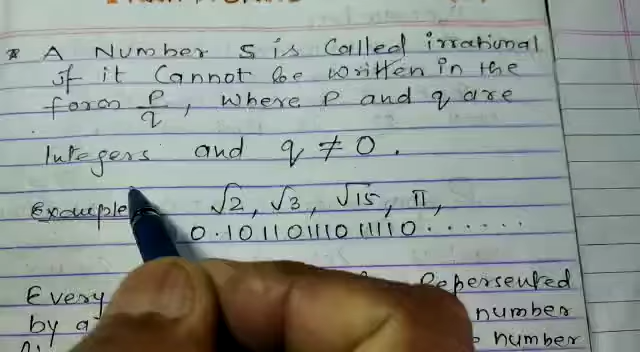 * A Number s is Called irrational
if it Cannot be written in the
form p/q, where p and q are
Integers and q ≠ 0.
Example √2, √3, √15, π,
0.10110111011110.......
Every Repersented
by a number
number